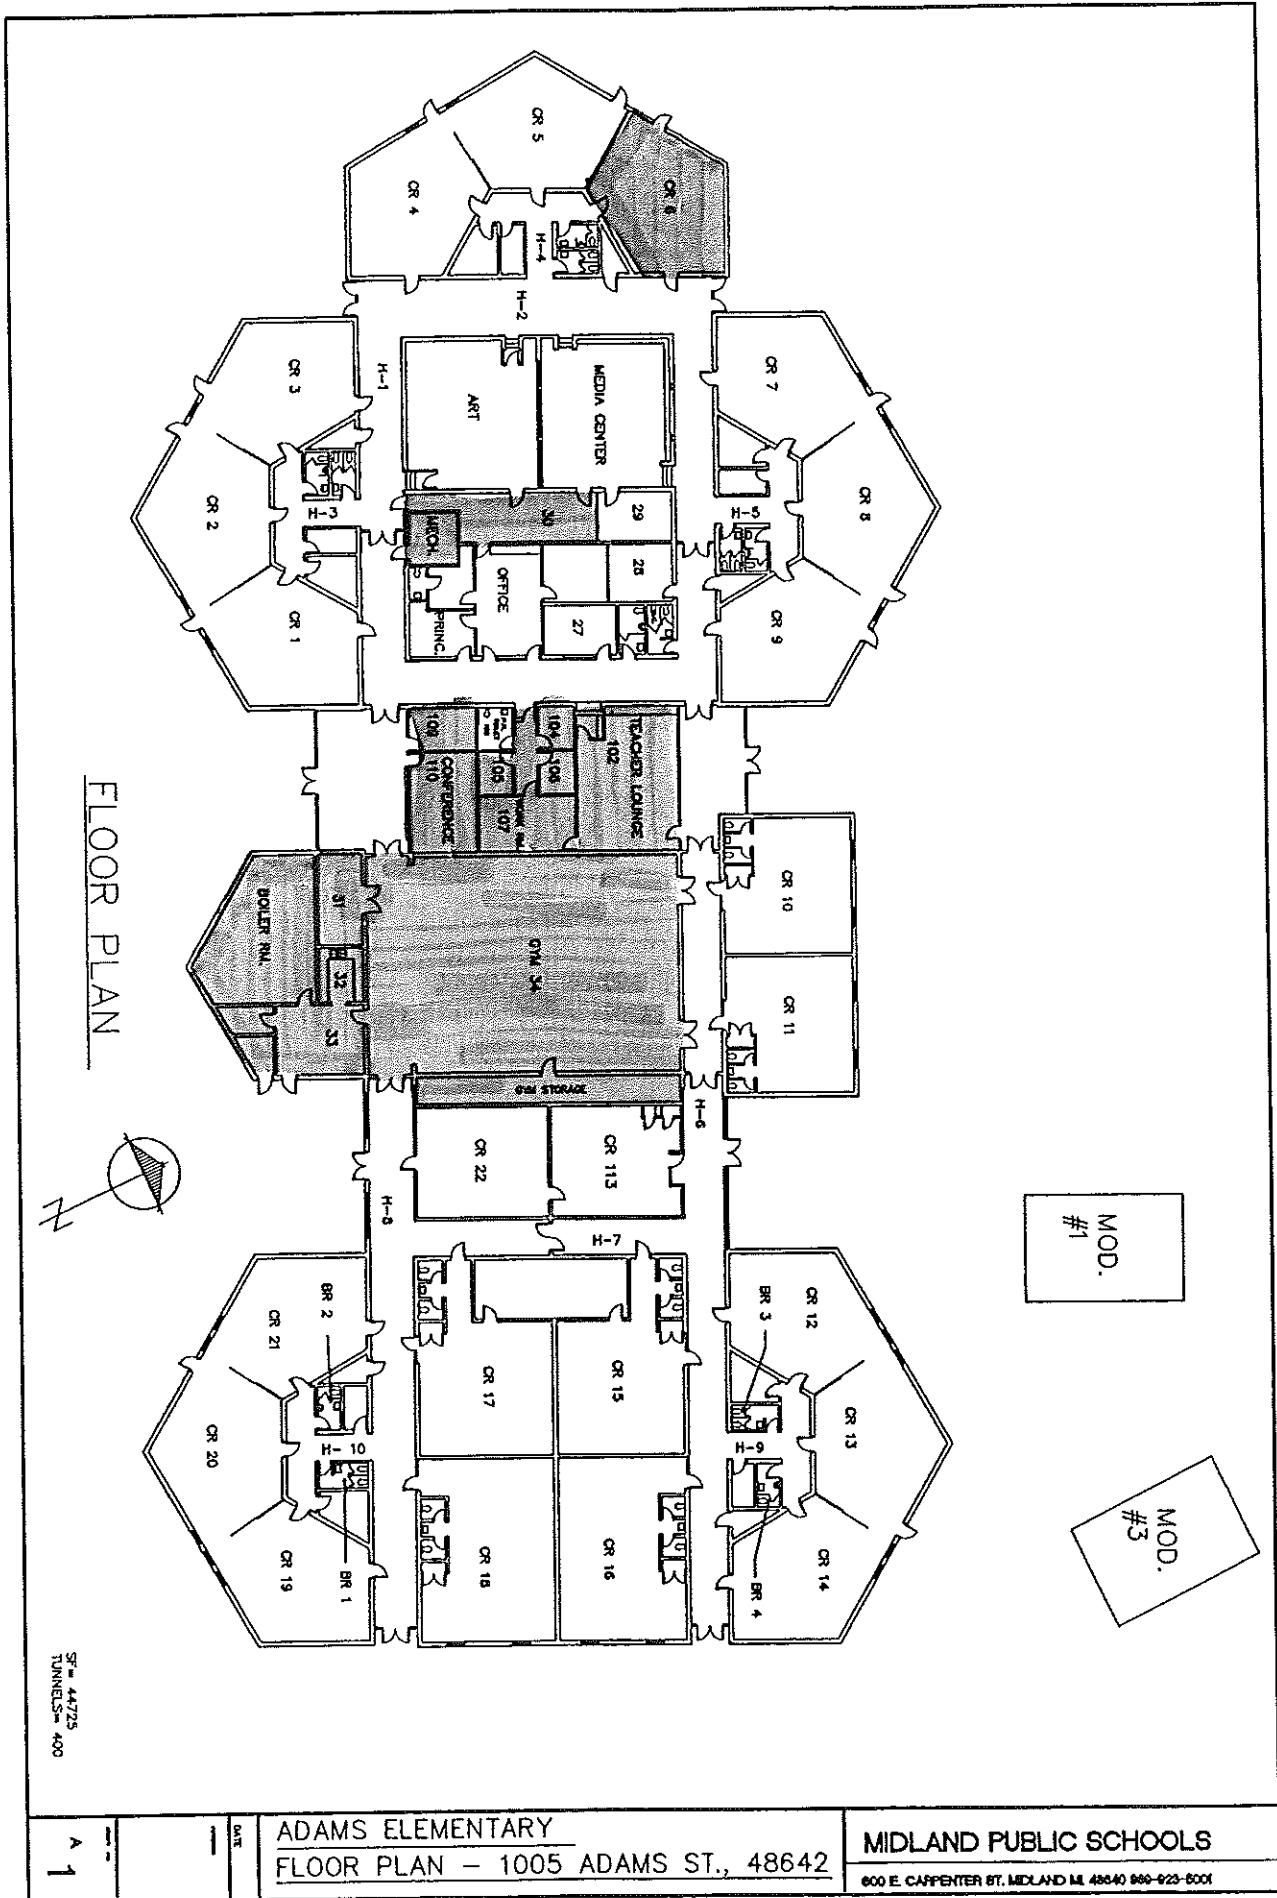 CR 5
CR 6
CR 4
H-4
H-2
CR 3
H-1
CR 7
ART
MEDIA CENTER
CR 2
H-3
MECH.
30
29
H-5
CR 8
OFFICE
28
CR 1
PRINC.
27
CR 9
109
104
102
TEACHER LOUNGE
110
CONFERENCE
105
106
107
WORK RM.
FLOOR PLAN
BOILER RM.
31
32
33
GYM 34
CR 10
CR 11
GYM STORAGE
H-6
CR 22
CR 113
H-8
H-7
N
MOD.
#1
BR 2
CR 21
BR 3
CR 12
CR 17
CR 15
CR 20
H-10
H-9
CR 13
CR 19
BR 1
CR 18
CR 16
BR 4
CR 14
MOD.
#3
SF= 44725
TUNNELS= 400
A
1
DATE
ADAMS ELEMENTARY
FLOOR PLAN - 1005 ADAMS ST., 48642
MIDLAND PUBLIC SCHOOLS
600 E. CARPENTER ST. MIDLAND MI. 48640 989-923-5001